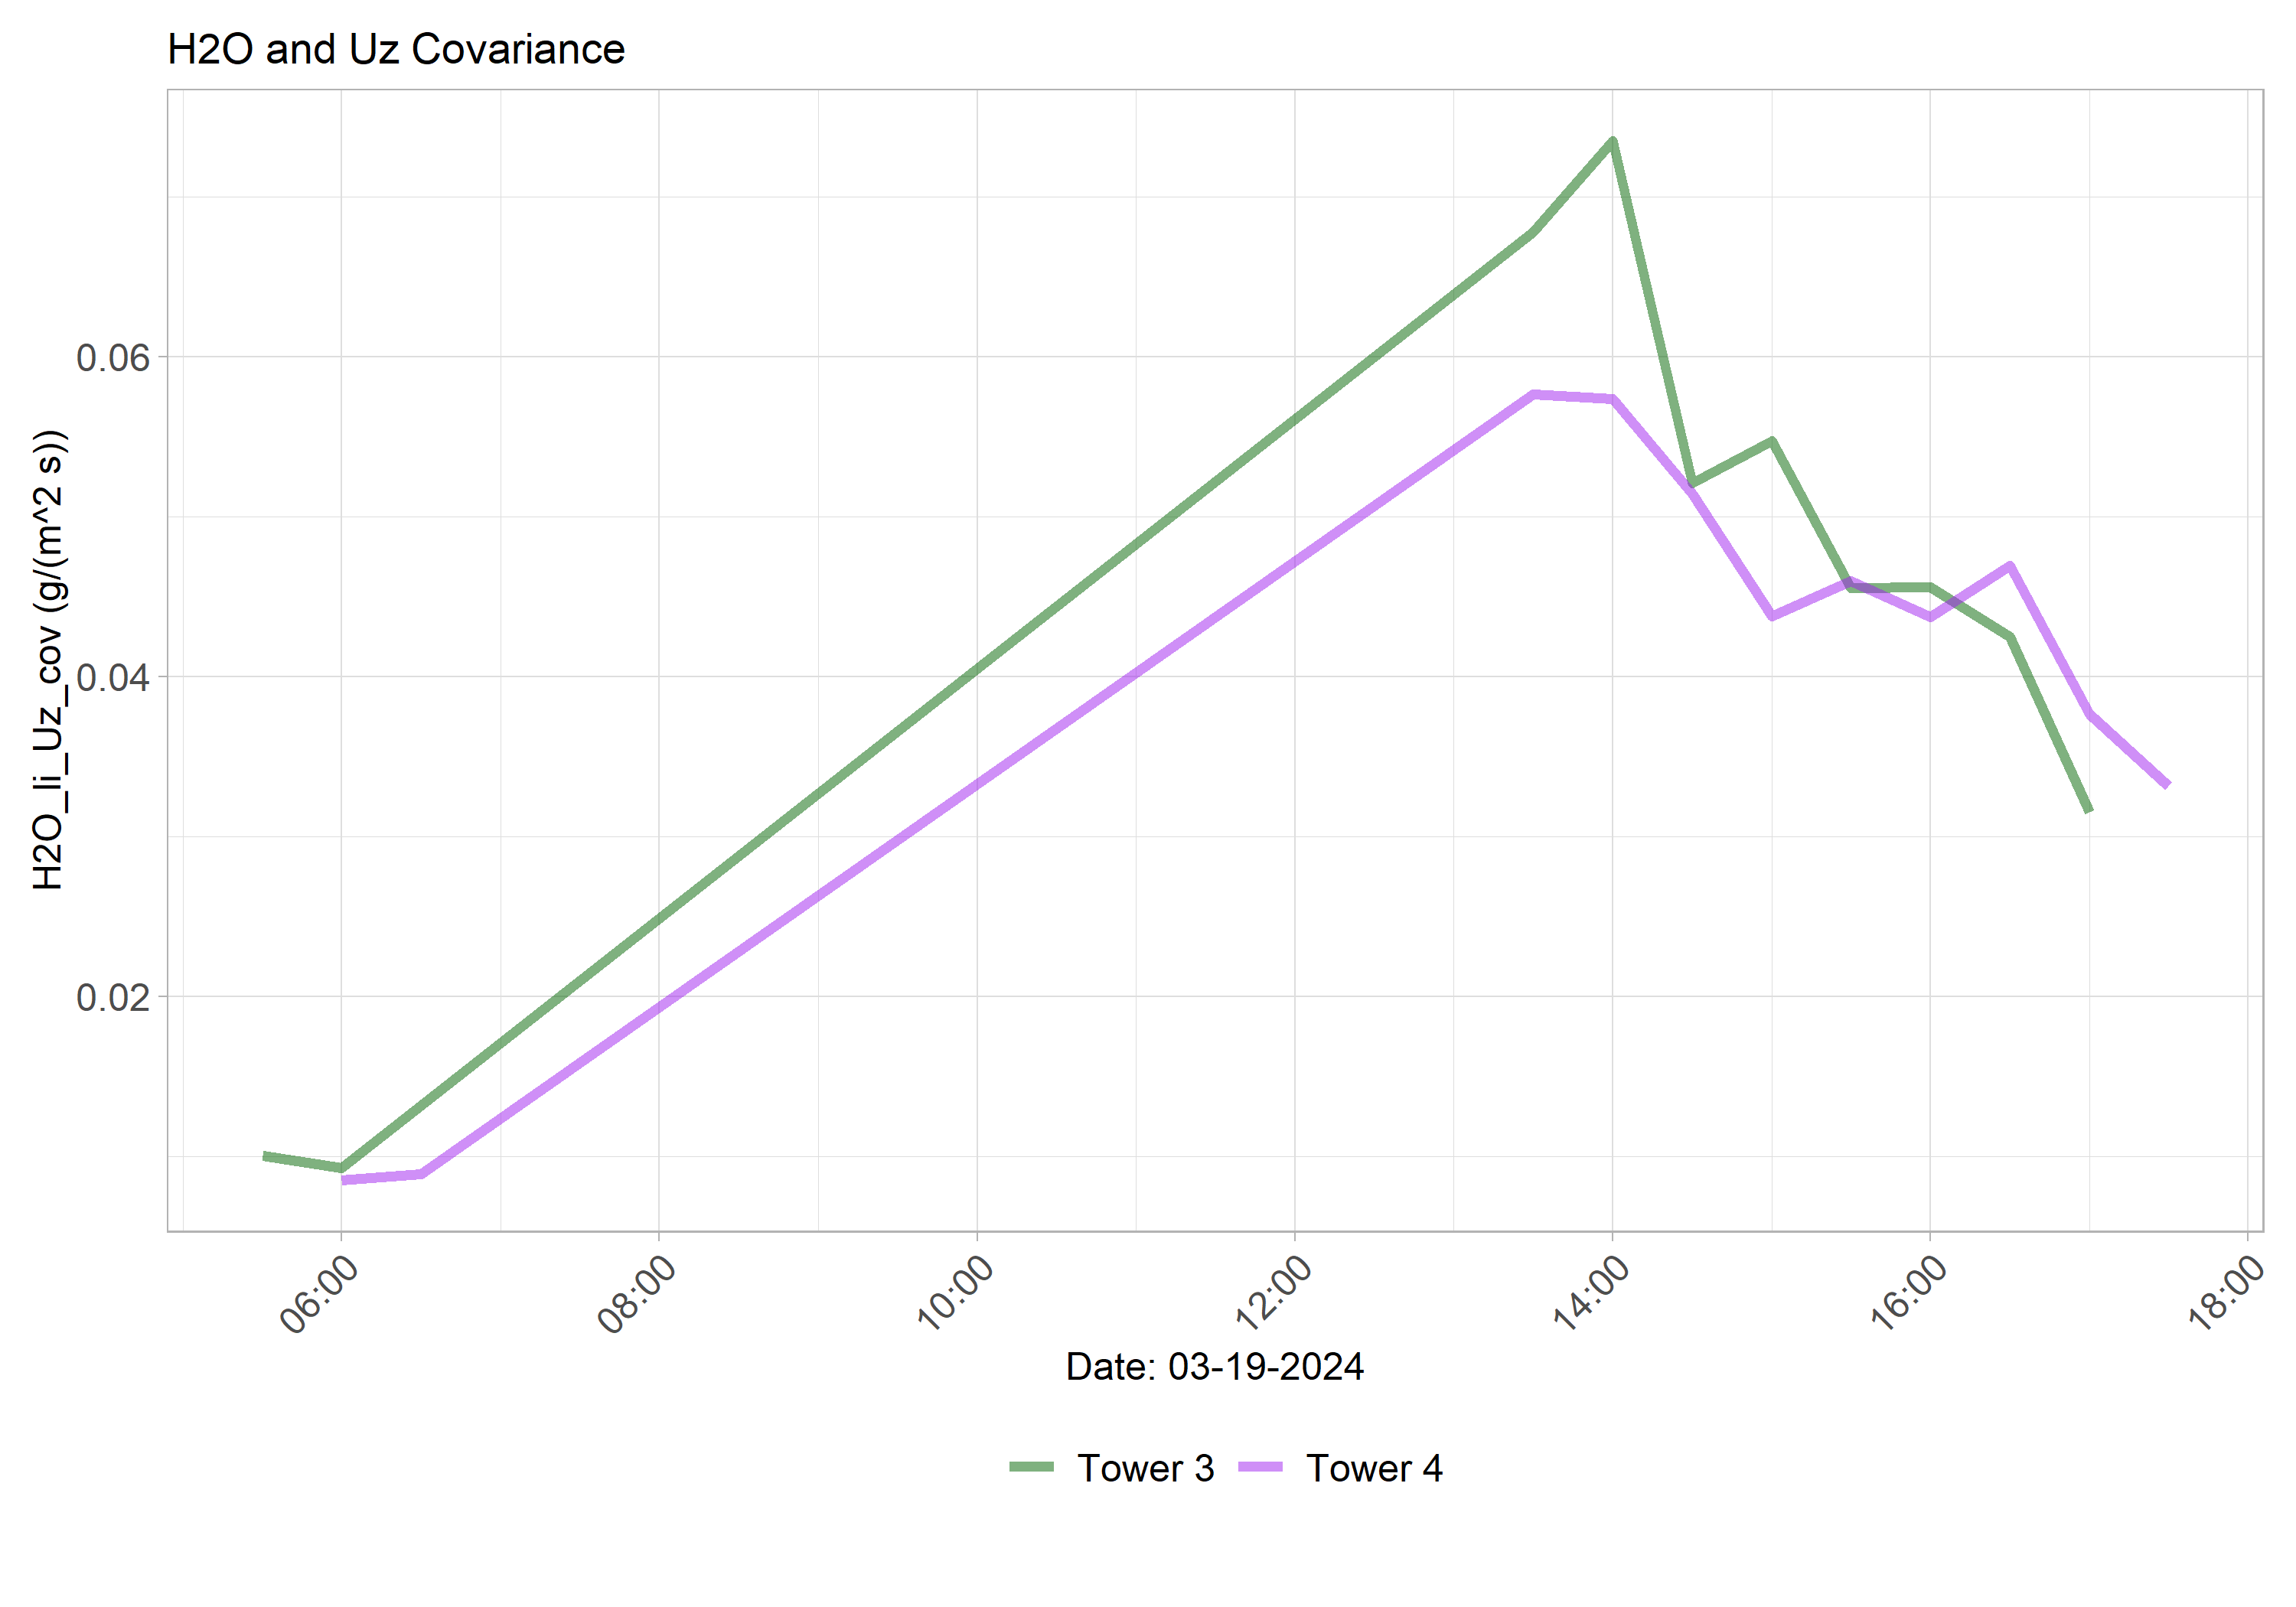 H2O and Uz Covariance
H2O_li_Uz_cov (g/(m^2 s))
0.06
0.04
0.02
06:00
08:00
10:00
12:00
14:00
16:00
18:00
Date: 03-19-2024
Tower 3
Tower 4